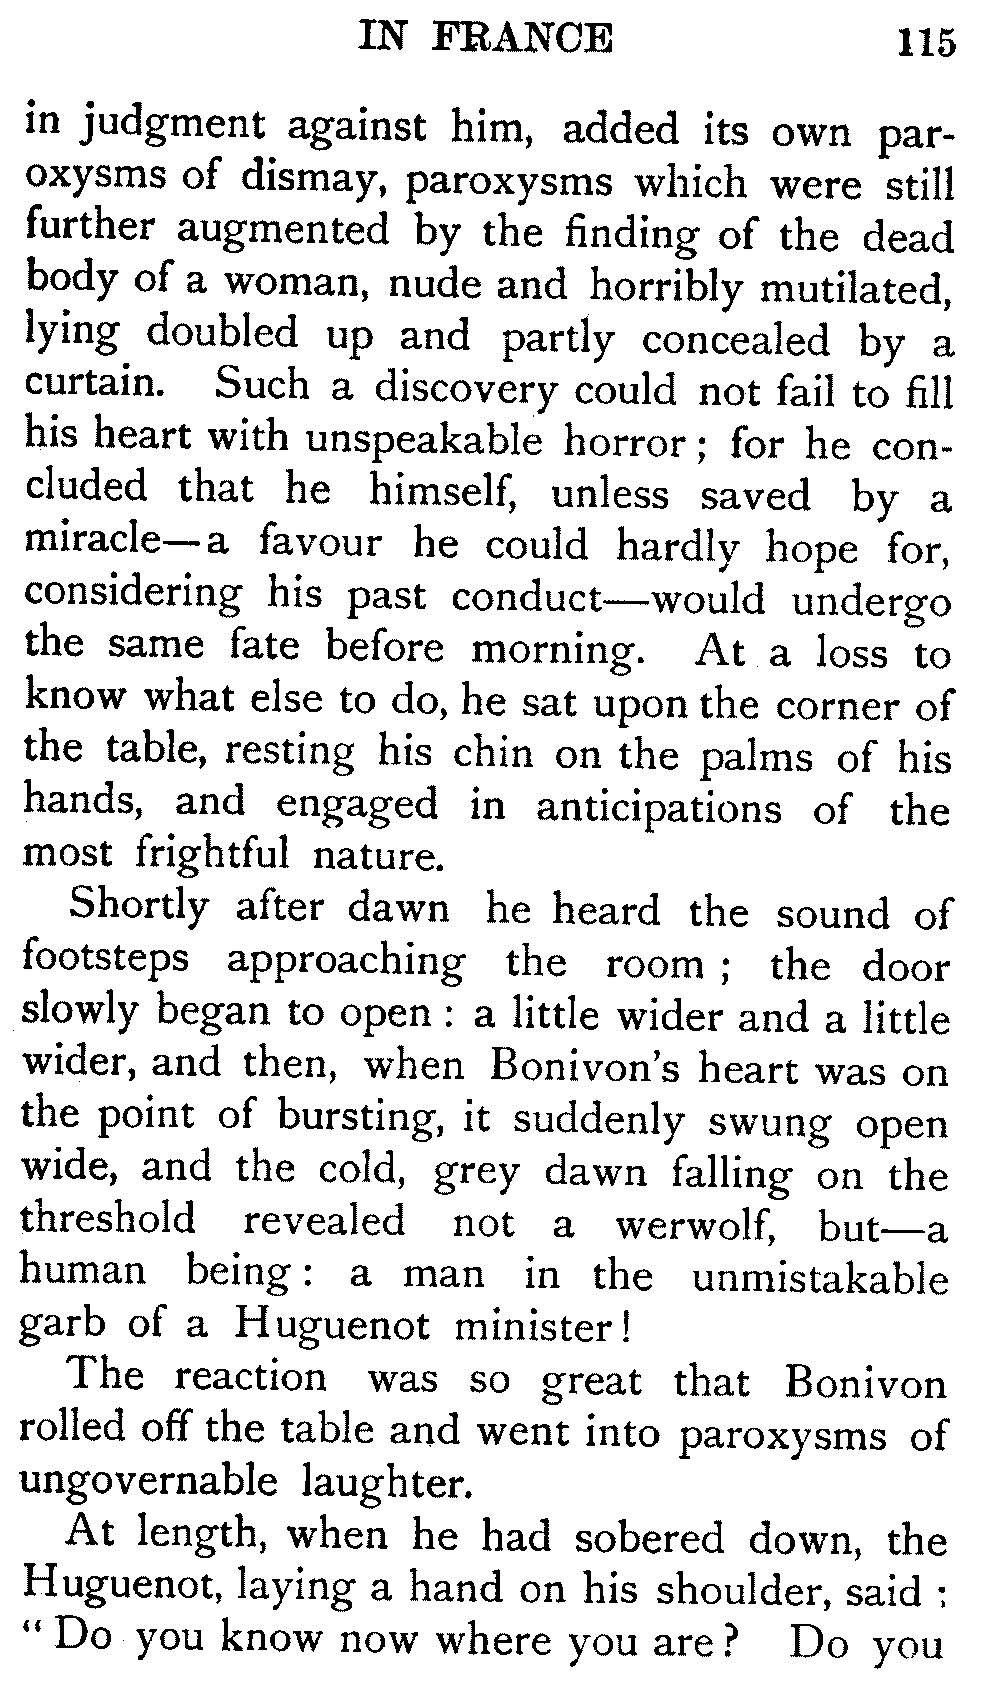 IN FRANCE 115
in judgment against him, added its own par-
oxysms of dismay, paroxysms which were still
further augmented by the finding of the dead
body of a woman, nude and horribly mutilated,
lying doubled up and partly concealed by a
curtain. Such a discovery could not fail to fill
his heart with unspeakable horror; for he con-
cluded that he himself, unless saved by a
miracle—a favour he could hardly hope for,
considering his past conduct—would undergo
the same fate before morning. At a loss to
know what else to do, he sat upon the corner of
the table, resting his chin on the palms of his
hands, and engaged in anticipations of the
most frightful nature.
Shortly after dawn he heard the sound of
footsteps approaching the room; the door
slowly began to open: a little wider and a little
wider, and then, when Bonivon's heart was on
the point of bursting, it suddenly swung open
wide, and the cold, grey dawn falling on the
threshold revealed not a werwolf, but—a
human being: a man in the unmistakable
garb of a Huguenot minister!
The reaction was so great that Bonivon
rolled off the table and went into paroxysms of
ungovernable laughter.
At length, when he had sobered down, the
Huguenot, laying a hand on his shoulder, said:
"Do you know now where you are? Do you